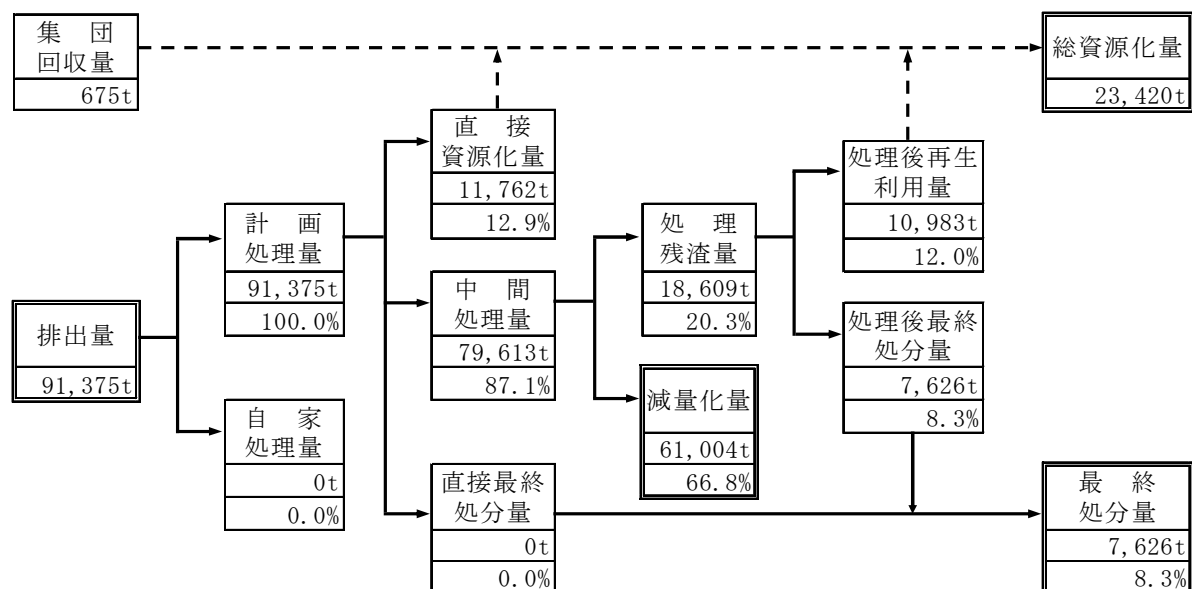 集　団
回収量
675t
総資源化量
23,420t
直　接
資源化量
11,762t
12.9%
処理後再生
利用量
10,983t
12.0%
計　画
処理量
91,375t
100.0%
処　理
残渣量
18,609t
20.3%
中　間
処理量
79,613t
87.1%
排出量
91,375t
処理後最終
処分量
7,626t
8.3%
減量化量
61,004t
66.8%
自　家
処理量
0t
0.0%
直接最終
処分量
0t
0.0%
最　終
処分量
7,626t
8.3%